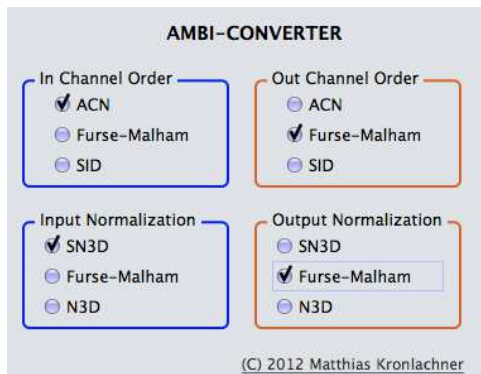 AMBI-CONVERTER
In Channel Order
ACN
Furse-Malham
SID
Out Channel Order
ACN
Furse-Malham
SID
Input Normalization
SN3D
Furse-Malham
N3D
Output Normalization
SN3D
Furse-Malham
N3D
(C) 2012 Matthias Kronlachner